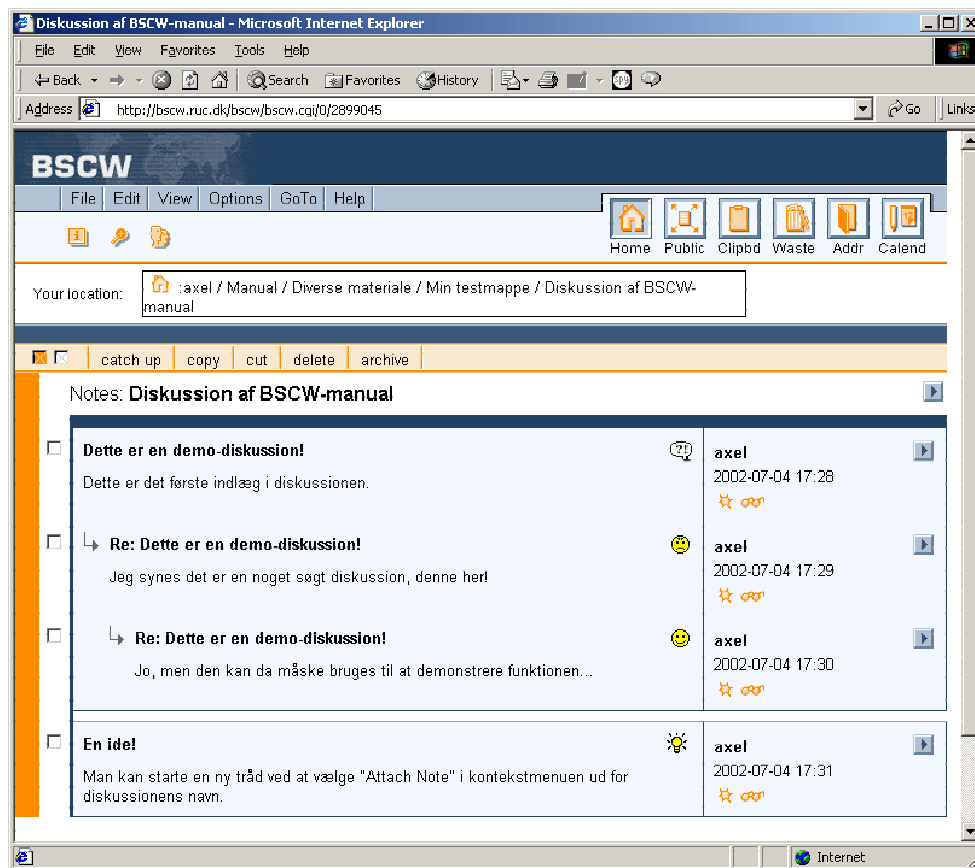 Diskussion af BSCW-manual - Microsoft Internet Explorer
File Edit View Favorites Tools Help
Back Search Favorites History
Address http://bscw.ruc.dk/bscw/bscw.cgi/0/2899045 Go Links
BSCW
File Edit View Options GoTo Help
Home Public Clipbd Waste Addr Calend
Your location: :axel / Manual / Diverse materiale / Min testmappe / Diskussion af BSCW-
manual
catch up copy cut delete archive
Notes: Diskussion af BSCW-manual
Dette er en demo-diskussion! ?! axel
Dette er det første indlæg i diskussionen. 2002-07-04 17:28
Re: Dette er en demo-diskussion! axel
Jeg synes det er en noget søgt diskussion, denne her! 2002-07-04 17:29
Re: Dette er en demo-diskussion! axel
Jo, men den kan da måske bruges til at demonstrere funktionen... 2002-07-04 17:30
En ide! axel
Man kan starte en ny tråd ved at vælge "Attach Note" i kontekstmenuen ud for 2002-07-04 17:31
diskussionens navn.
Internet